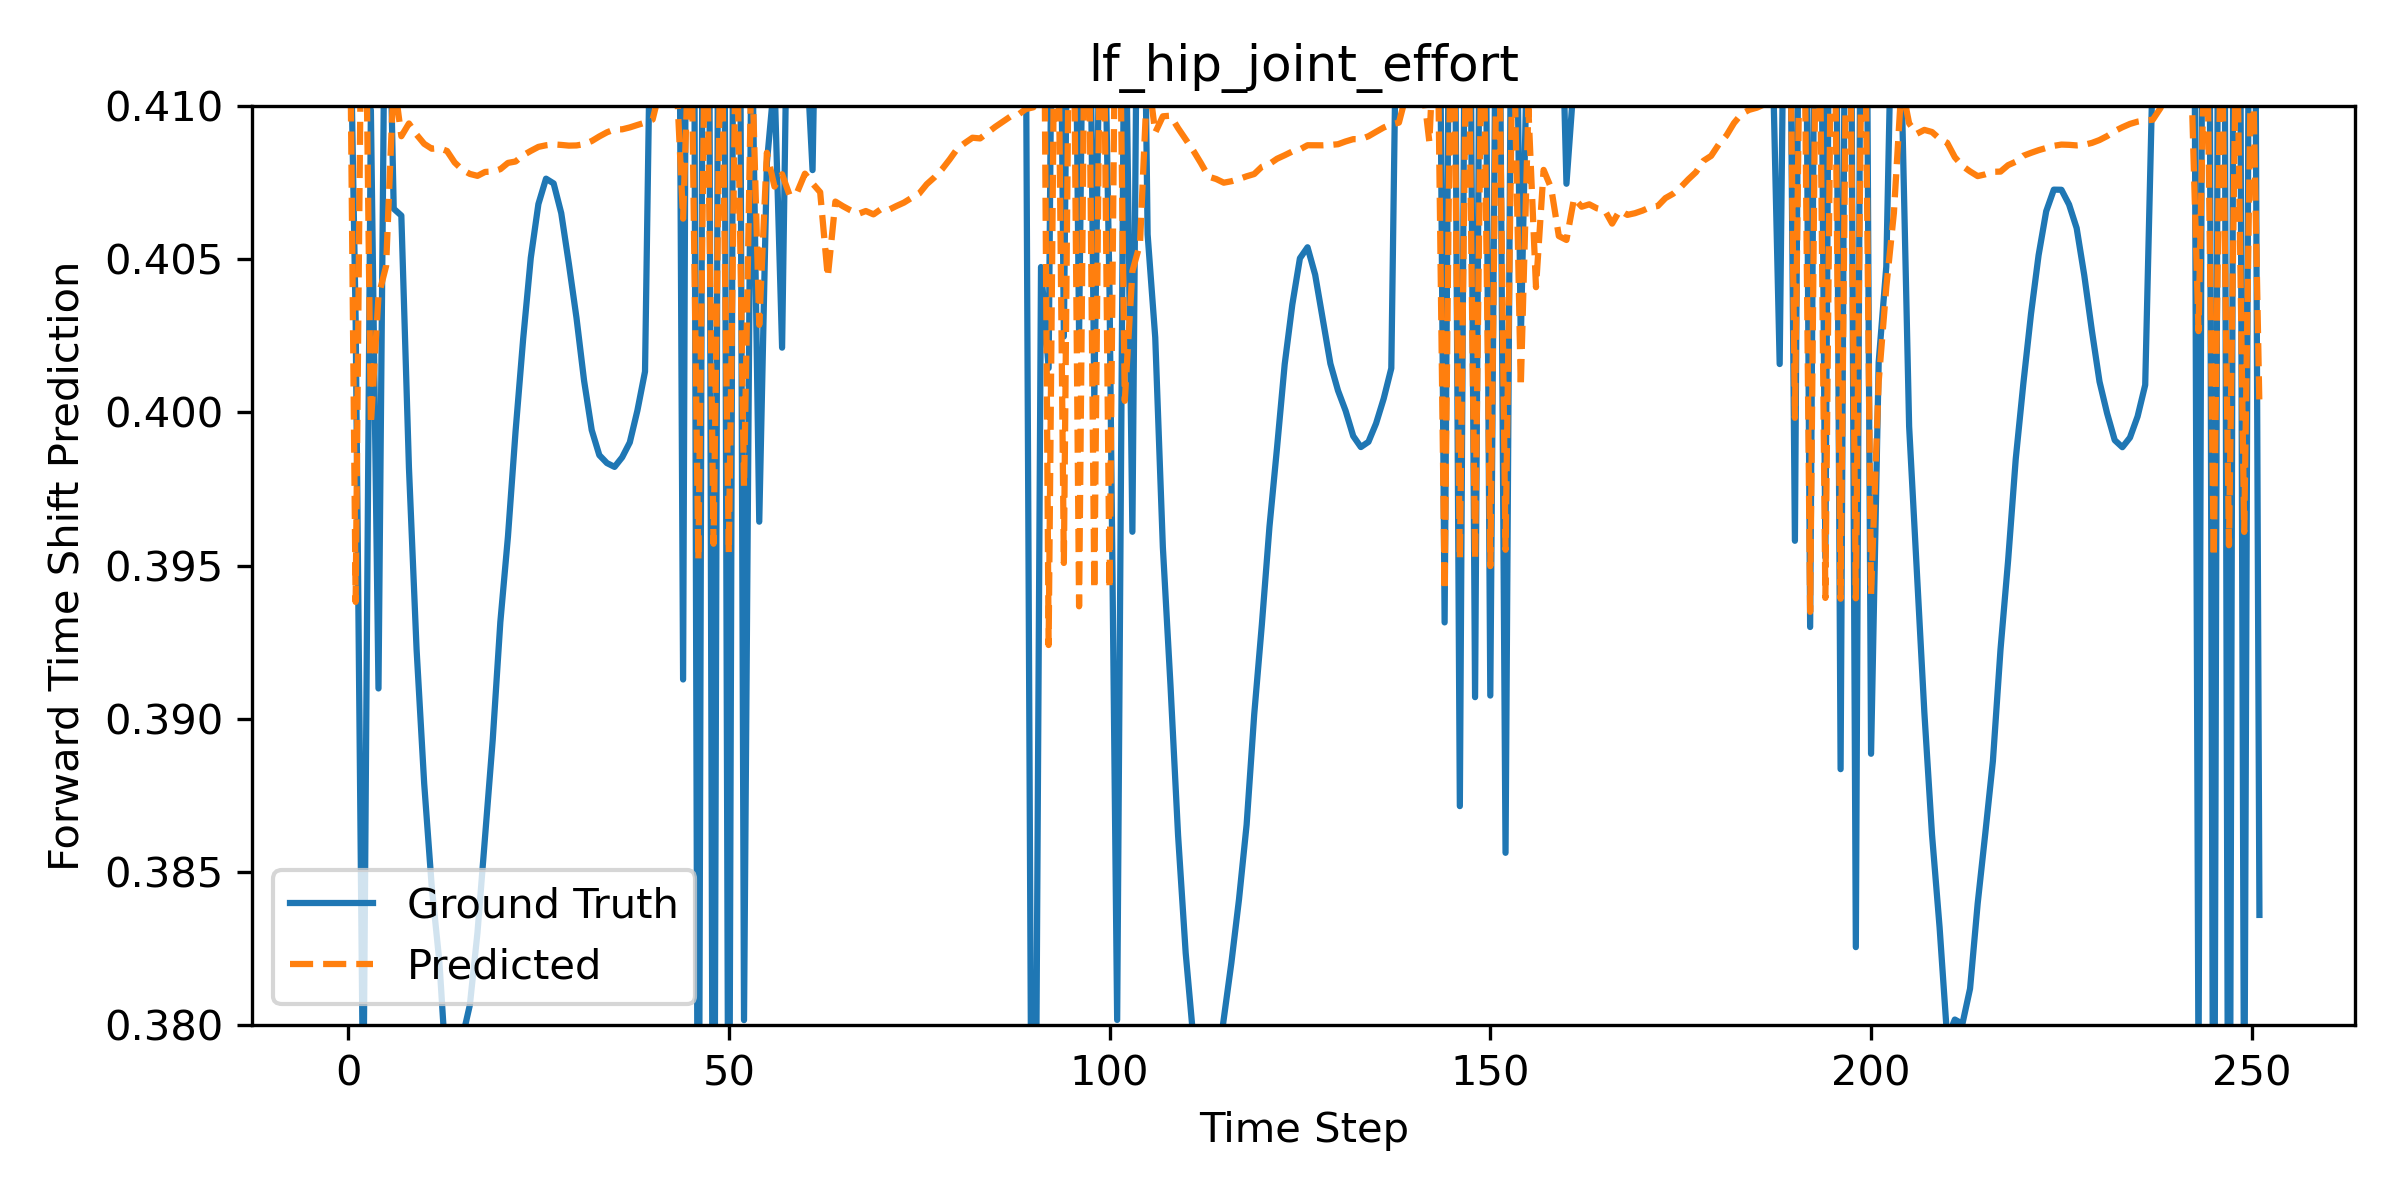 lf_hip_joint_effort
Forward Time Shift Prediction
0.410
0.405
0.400
0.395
0.390
0.385
0.380
Ground Truth
Predicted
0
50
100
150
200
250
Time Step